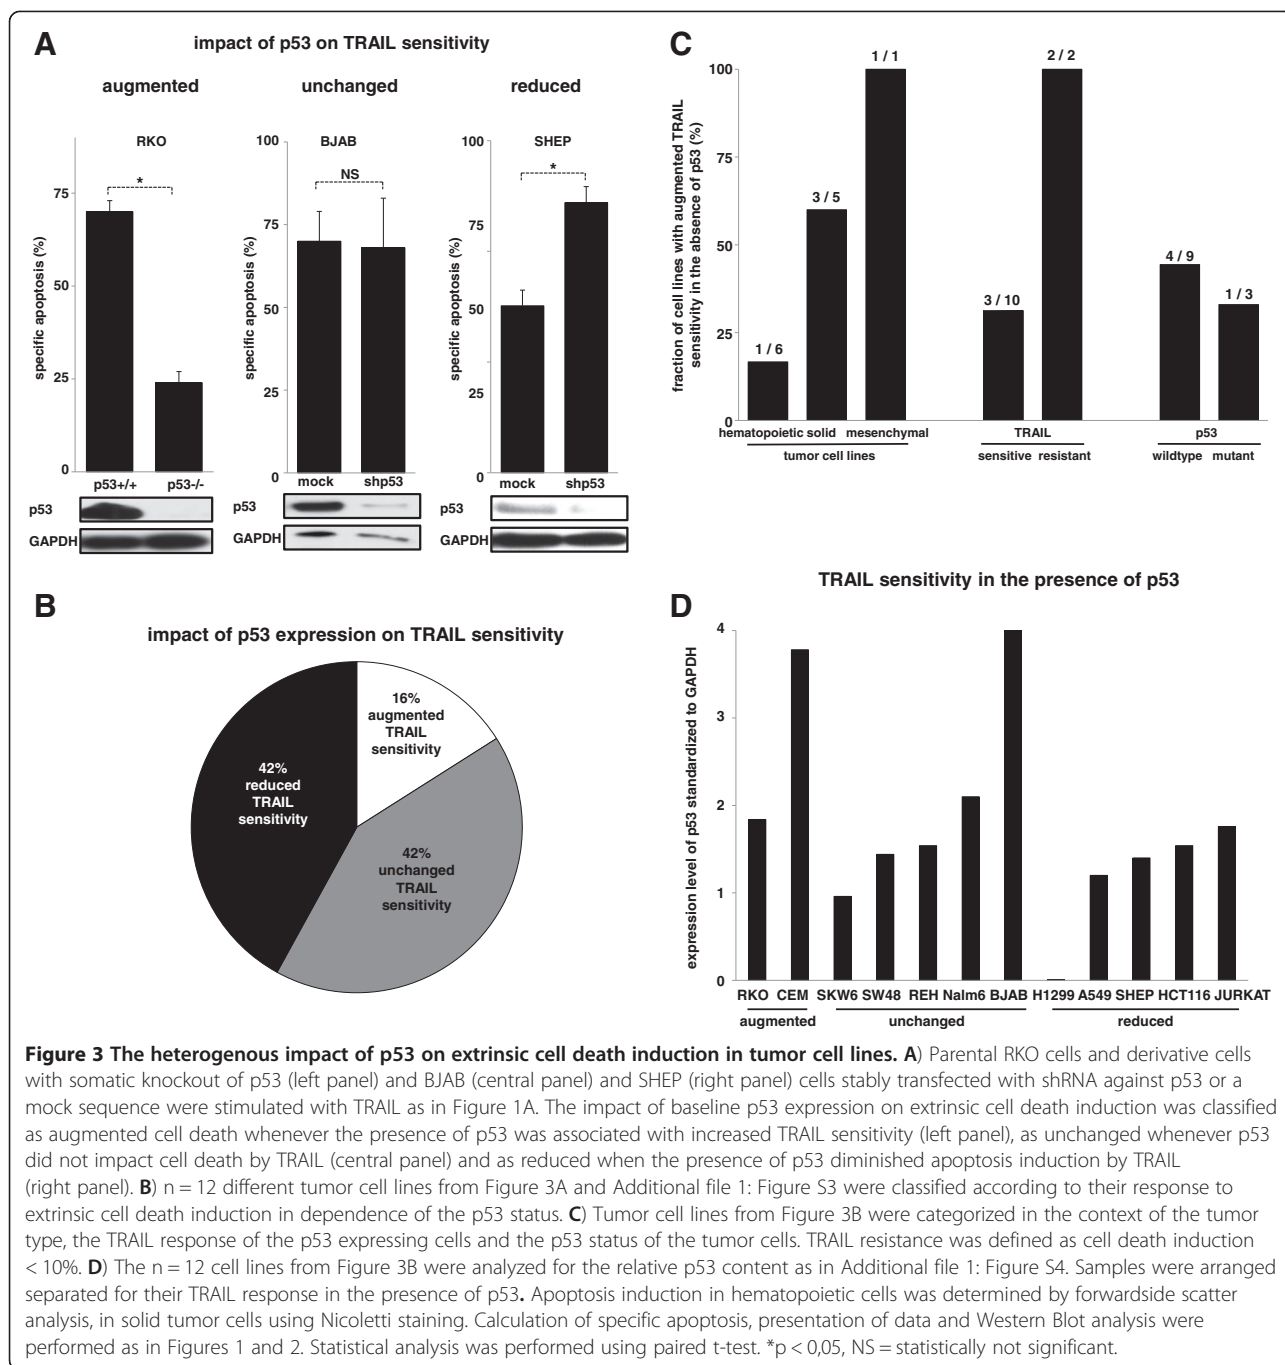 A
impact of p53 on TRAIL sensitivity
augmented
unchanged
reduced
RKO
*
75
50
25
0
specific apoptosis (%)
p53+/+ p53-/-
p53
GAPDH
BJAB
NS
100
75
50
25
0
specific apoptosis (%)
mock shp53
p53
GAPDH
SHEP
*
100
75
50
25
0
specific apoptosis (%)
mock shp53
p53
GAPDH
B
impact of p53 expression on TRAIL sensitivity
16%
augmented
TRAIL
sensitivity
42%
reduced
TRAIL
sensitivity
42%
unchanged
TRAIL
sensitivity
C
fraction of cell lines with augmented TRAIL
sensitivity in the absence of p53 (%)
100
75
50
25
0
1 / 6
3 / 5
1 / 1
3 / 10
2 / 2
4 / 9
1 / 3
hematopoietic solid mesenchymal
tumor cell lines
TRAIL
sensitive resistant
p53
wildtype mutant
TRAIL sensitivity in the presence of p53
D
expression level of p53 standardized to GAPDH
4
3
2
1
0
RKO CEM SKW6 SW48 REH Nalm6 BJAB H1299 A549 SHEP HCT116 JURKAT
augmented unchanged reduced
Figure 3 The heterogenous impact of p53 on extrinsic cell death induction in tumor cell lines. A) Parental RKO cells and derivative cells
with somatic knockout of p53 (left panel) and BJAB (central panel) and SHEP (right panel) cells stably transfected with shRNA against p53 or a
mock sequence were stimulated with TRAIL as in Figure 1A. The impact of baseline p53 expression on extrinsic cell death induction was classified
as augmented cell death whenever the presence of p53 was associated with increased TRAIL sensitivity (left panel), as unchanged whenever p53
did not impact cell death by TRAIL (central panel) and as reduced when the presence of p53 diminished apoptosis induction by TRAIL
(right panel). B) n = 12 different tumor cell lines from Figure 3A and Additional file 1: Figure S3 were classified according to their response to
extrinsic cell death induction in dependence of the p53 status. C) Tumor cell lines from Figure 3B were categorized in the context of the tumor
type, the TRAIL response of the p53 expressing cells and the p53 status of the tumor cells. TRAIL resistance was defined as cell death induction
< 10%. D) The n = 12 cell lines from Figure 3B were analyzed for the relative p53 content as in Additional file 1: Figure S4. Samples were arranged
separated for their TRAIL response in the presence of p53. Apoptosis induction in hematopoietic cells was determined by forwardside scatter
analysis, in solid tumor cells using Nicoletti staining. Calculation of specific apoptosis, presentation of data and Western Blot analysis were
performed as in Figures 1 and 2. Statistical analysis was performed using paired t-test. *p < 0,05, NS = statistically not significant.